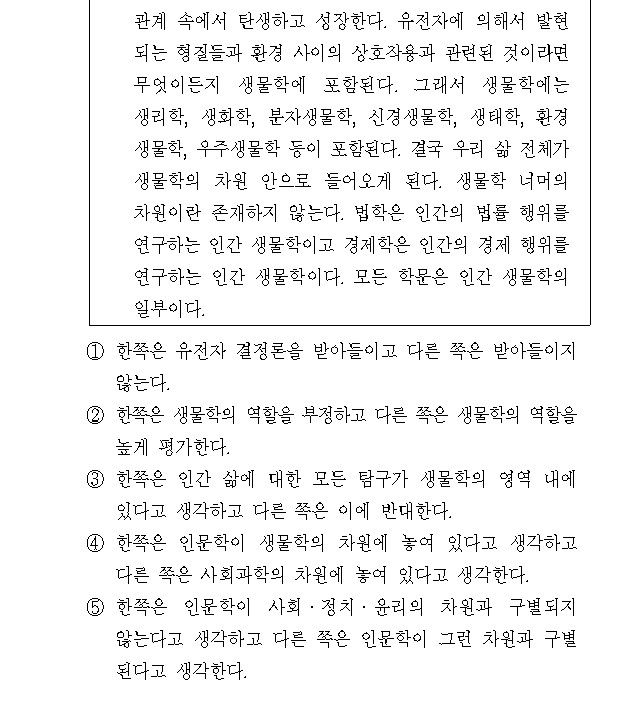 관계 속에서 탄생하고 성장한다. 유전자에 의해서 발현
되는 형질들과 환경 사이의 상호작용과 관련된 것이라면
무엇이든지 생물학에 포함된다. 그래서 생물학에는
생리학, 생화학, 분자생물학, 신경생물학, 생태학, 환경
생물학, 우주생물학 등이 포함된다. 결국 우리 삶 전체가
생물학의 차원 안으로 들어오게 된다. 생물학 너머의
차원이란 존재하지 않는다. 법학은 인간의 법률 행위를
연구하는 인간 생물학이고 경제학은 인간의 경제 행위를
연구하는 인간 생물학이다. 모든 학문은 인간 생물학의
일부이다.
① 한쪽은 유전자 결정론을 받아들이고 다른 쪽은 받아들이지
않는다.
② 한쪽은 생물학의 역할을 부정하고 다른 쪽은 생물학의 역할을
높게 평가한다.
③ 한쪽은 인간 삶에 대한 모든 탐구가 생물학의 영역 내에
있다고 생각하고 다른 쪽은 이에 반대한다.
④ 한쪽은 인문학이 생물학의 차원에 놓여 있다고 생각하고
다른 쪽은 사회과학의 차원에 놓여 있다고 생각한다.
⑤ 한쪽은 인문학이 사회·정치·윤리의 차원과 구별되지
않는다고 생각하고 다른 쪽은 인문학이 그런 차원과 구별
된다고 생각한다.